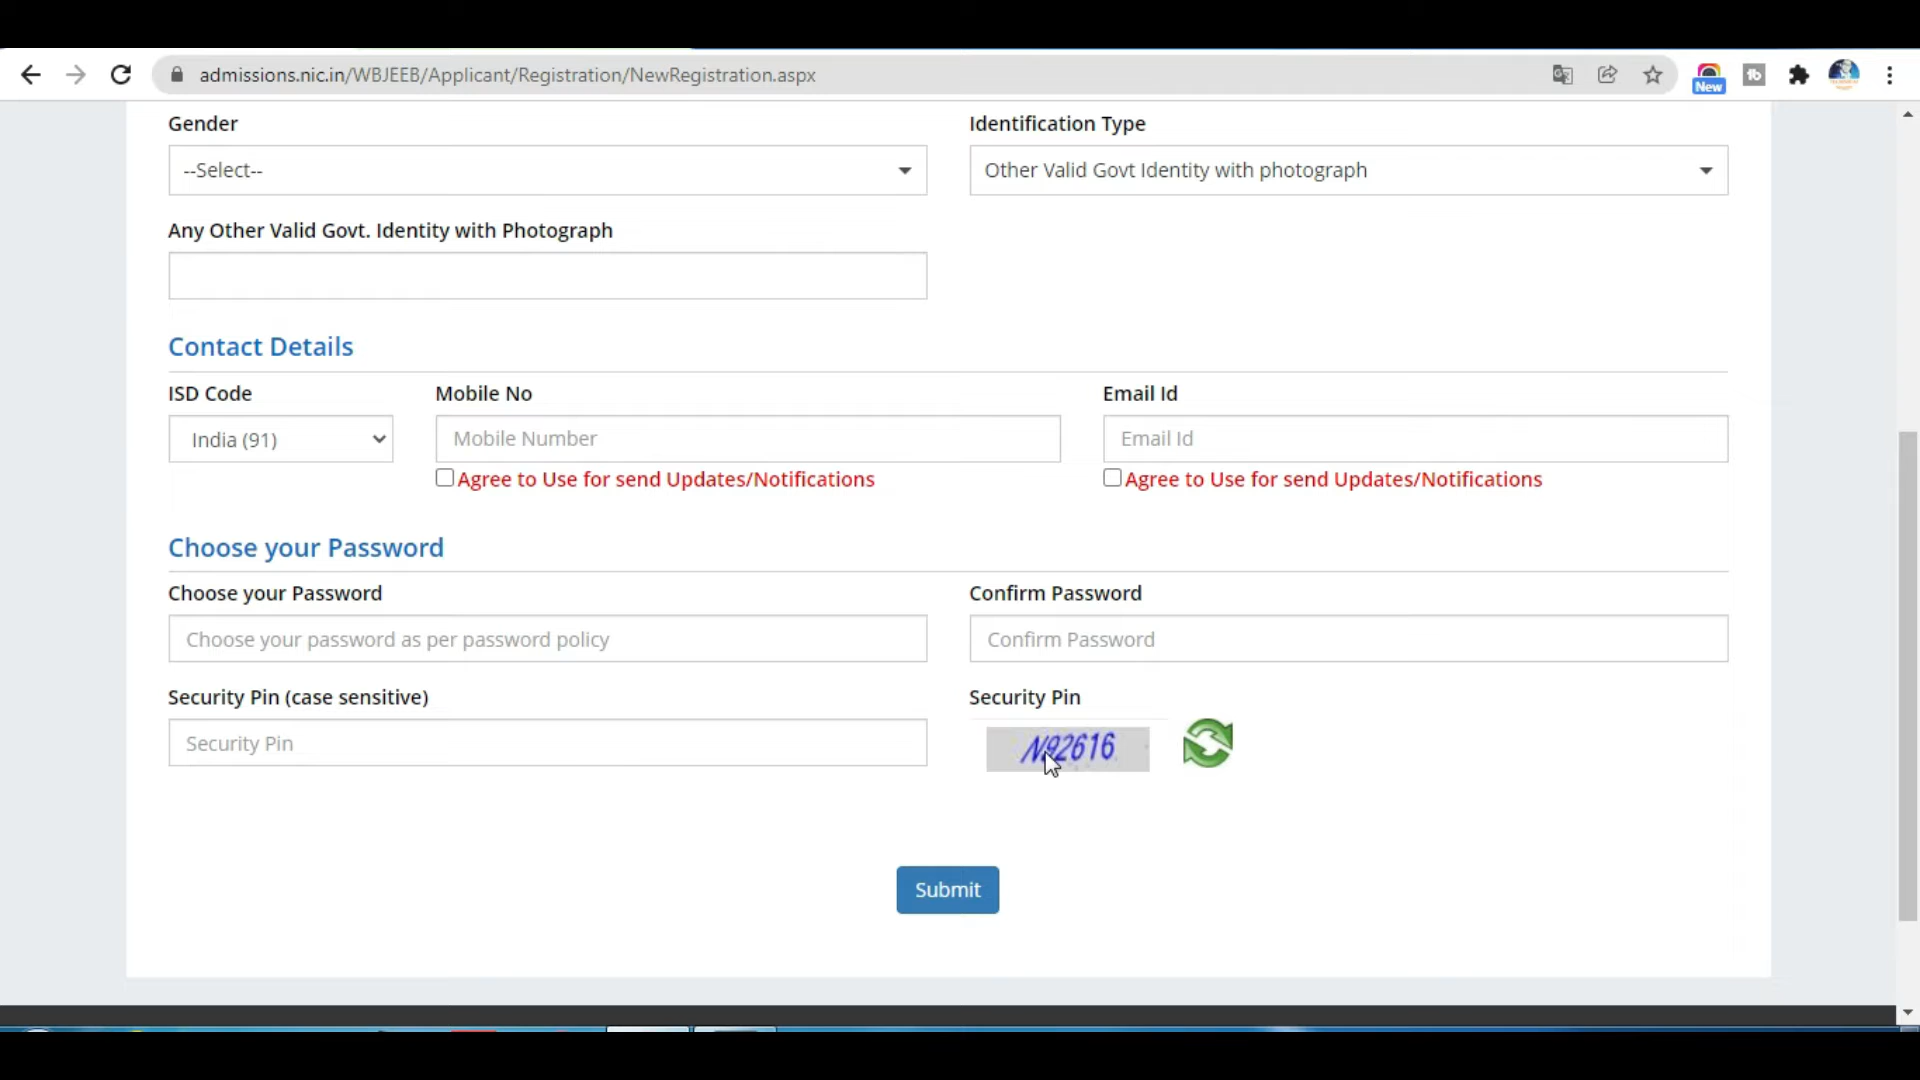 admissions.nic.in/WBJEEB/Applicant/Registration/NewRegistration.aspx
New
Gender
Identification Type
--Select--
Other Valid Govt Identity with photograph
Any Other Valid Govt. Identity with Photograph
Contact Details
ISD Code
Mobile No
Email Id
India (91)
Mobile Number
Email Id
Agree to Use for send Updates/Notifications
Agree to Use for send Updates/Notifications
Choose your Password
Choose your Password
Confirm Password
Choose your password as per password policy
Confirm Password
Security Pin (case sensitive)
Security Pin
Security Pin
N92616
Submit